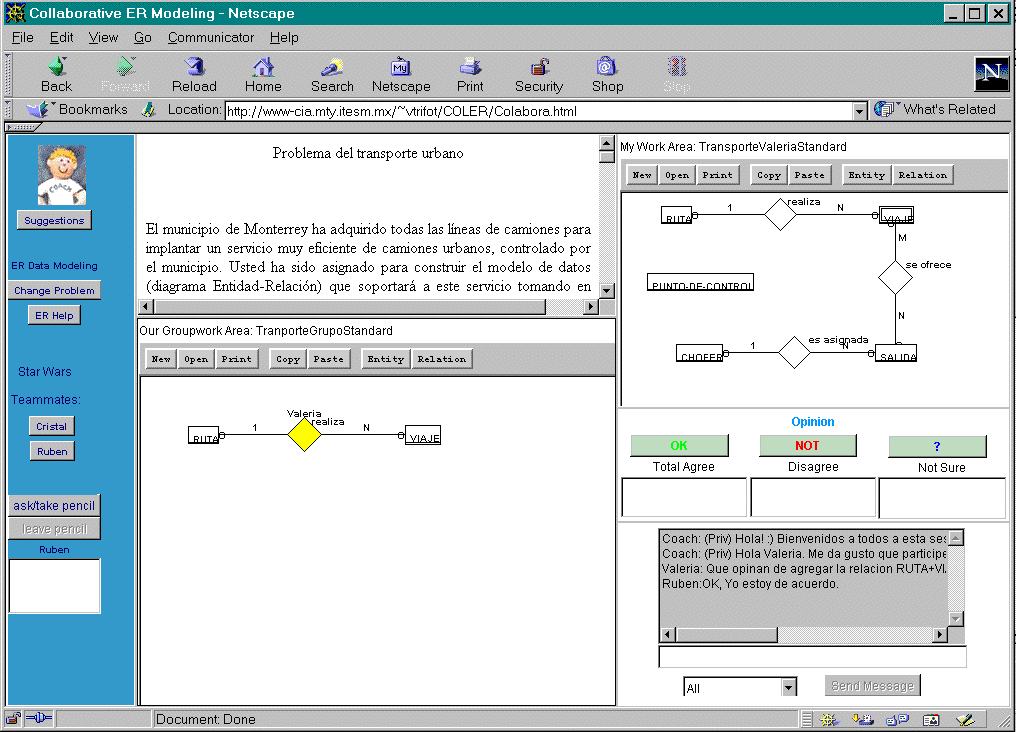 Collaborative ER Modeling - Netscape
File Edit View Go Communicator Help
Back Forward Reload Home Search Netscape Print Security Shop Stop
My
N
Bookmarks Location: http://www-cia.mty.itesm.mx/~vtrifot/COLER/Colabora.html What's Related
COACH
Suggestions
ER Data Modeling
Change Problem
ER Help
Star Wars
Teammates:
Cristal
Ruben
ask/take pencil
leave pencil
Ruben
Problema del transporte urbano
El municipio de Monterrey ha adquirido todas las líneas de camiones para
implantar un servicio muy eficiente de camiones urbanos, controlado por
el municipio. Usted ha sido asignado para construir el modelo de datos
(diagrama Entidad-Relación) que soportará a este servicio tomando en
Our Groupwork Area: TranporteGrupoStandard
New Open Print Copy Paste Entity Relation
Valeria
realiza
RUTA 1 N VIAJE
My Work Area: TransporteValeriaStandard
New Open Print Copy Paste Entity Relation
realiza
RUTA 1 N VIAJE
M
se ofrece
PUNTO-DE-CONTROL
N
es asignada
CHOFER 1 N SALIDA
Opinion
OK NOT ?
Total Agree Disagree Not Sure
Coach: (Priv) Hola! :) Bienvenidos a todos a esta ses
Coach: (Priv) Hola Valeria. Me da gusto que participe
Valeria: Que opinan de agregar la relacion RUTA+VIA
Ruben:OK, Yo estoy de acuerdo.
All Send Message
Document: Done